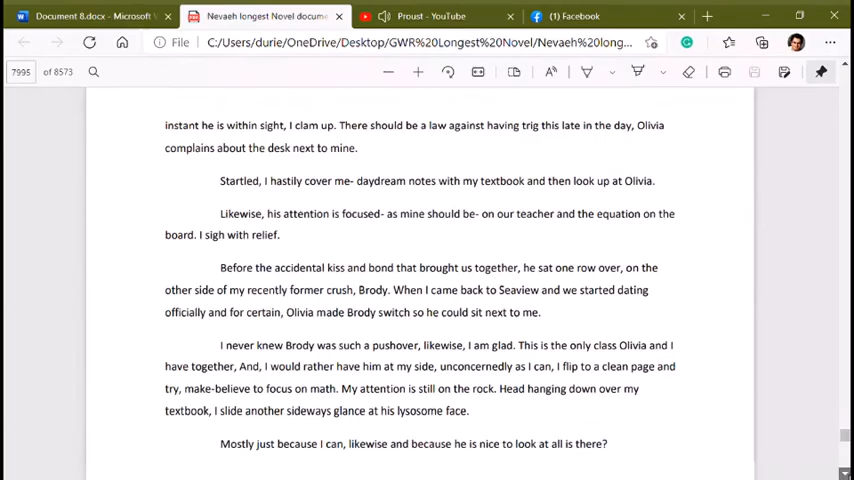 Document 8.docx - Microsoft W
Nevaeh longest Novel docume
Proust - YouTube
(1) Facebook
File
C:/Users/durie/OneDrive/Desktop/GWR%20Longest%20Novel/Nevaeh%20long...
7995 of 8573
instant he is within sight, I clam up. There should be a law against having trig this late in the day, Olivia
complains about the desk next to mine.
Startled, I hastily cover me- daydream notes with my textbook and then look up at Olivia.
Likewise, his attention is focused- as mine should be- on our teacher and the equation on the
board. I sigh with relief.
Before the accidental kiss and bond that brought us together, he sat one row over, on the
other side of my recently former crush, Brody. When I came back to Seaview and we started dating
officially and for certain, Olivia made Brody switch so he could sit next to me.
I never knew Brody was such a pushover, likewise, I am glad. This is the only class Olivia and I
have together, And, I would rather have him at my side, unconcernedly as I can, I flip to a clean page and
try, make-believe to focus on math. My attention is still on the rock. Head hanging down over my
textbook, I slide another sideways glance at his lysosome face.
Mostly just because I can, likewise and because he is nice to look at all is there?